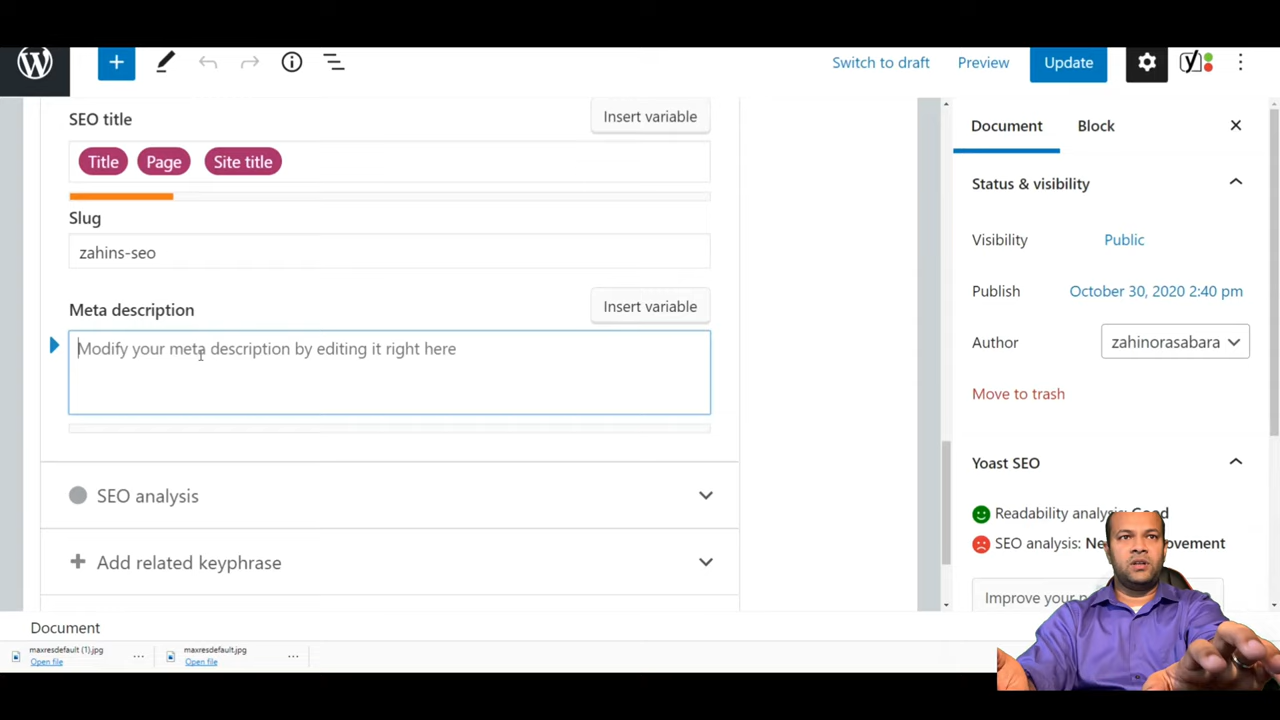 Switch to draft
Preview
Update
SEO title
Insert variable
Title Page Site title
Slug
zahins-seo
Meta description
Insert variable
Modify your meta description by editing it right here
SEO analysis
Add related keyphrase
Document
maxresdefault (1).jpg
Open file
maxresdefault.jpg
Open file
Document Block
Status & visibility
Visibility Public
Publish October 30, 2020 2:40 pm
Author zahinorasabara
Move to trash
Yoast SEO
Readability analysis: Good
SEO analysis:
Improve your